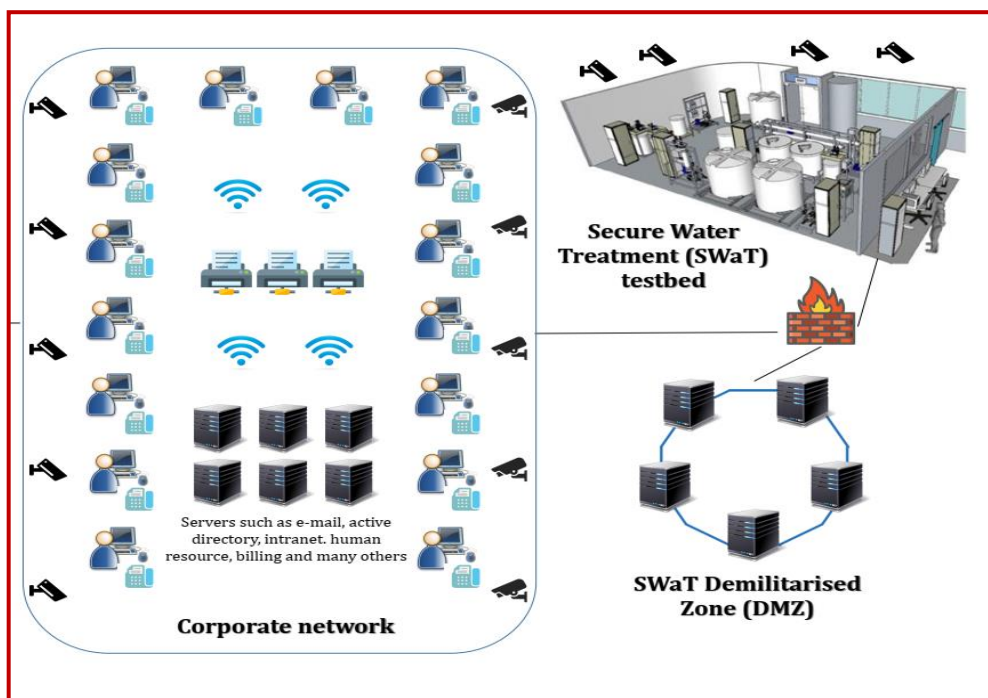 Secure Water
Treatment (SWaT)
testbed
Servers such as e-mail, active
directory, intranet. human
resource, billing and many others
Corporate network
SWaT Demilitarised
Zone (DMZ)